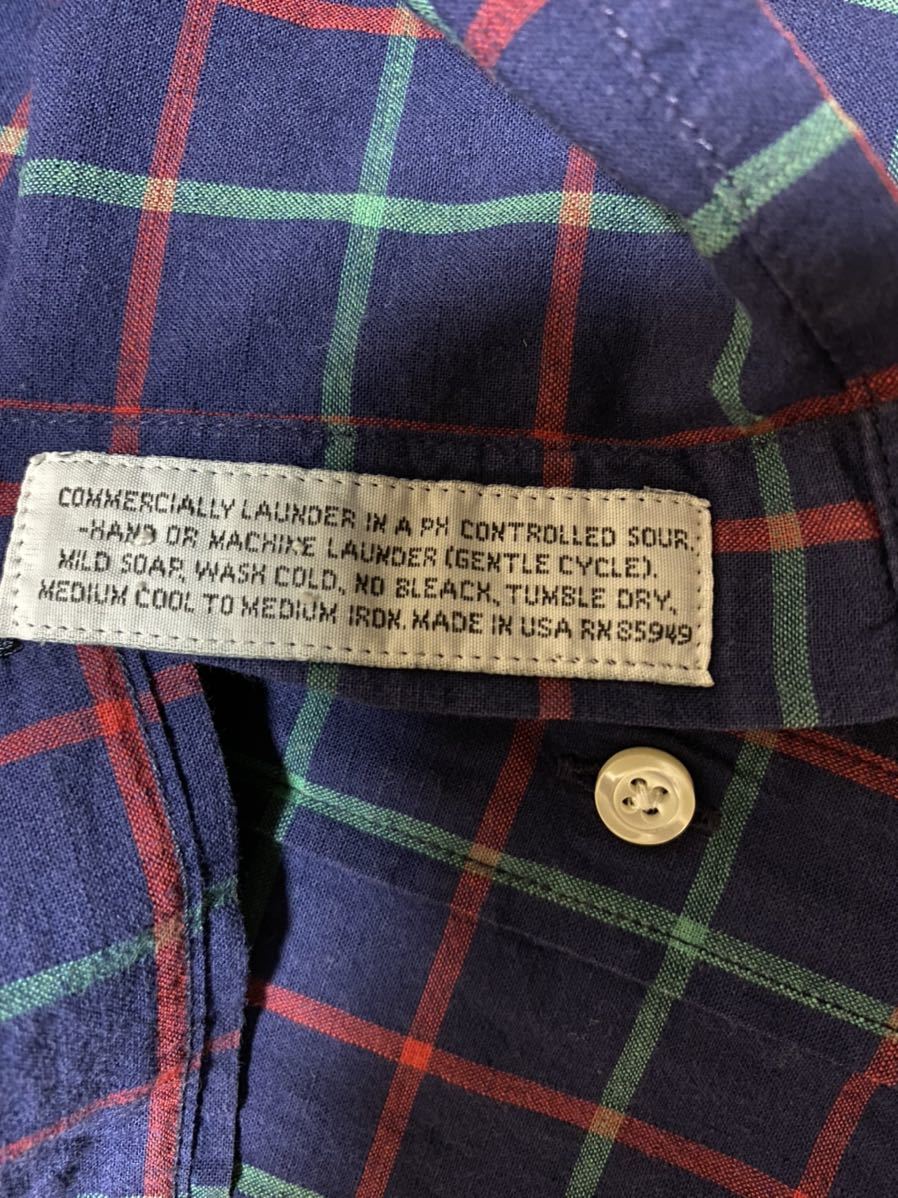 COMMERCIALLY LAUNDER IN A PH CONTROLLED SOUR.
-HAND OR MACHINE LAUNDER (GENTLE CYCLE).
MILD SOAP, WASH COLD, NO BLEACH, TUMBLE DRY,
MEDIUM COOL TO MEDIUM IRON. MADE IN USA RN 85949